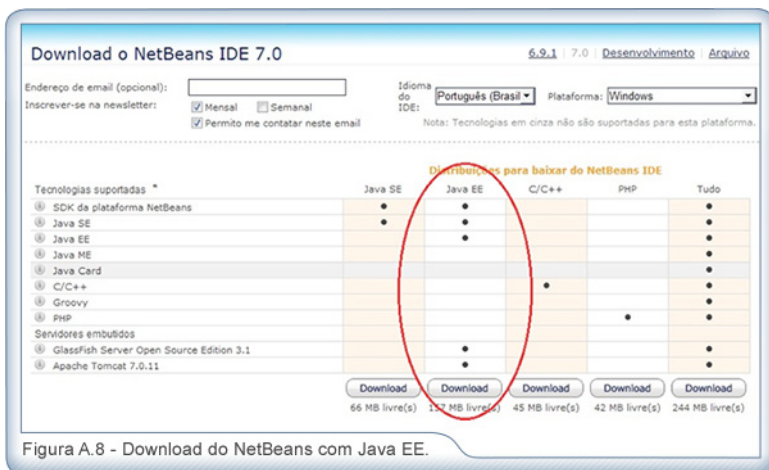 Download o NetBeans IDE 7.0
6.9.1 | 7.0 | Desenvolvimento | Arquivo
Endereço de email (opcional):
Idioma do IDE: Português (Brasil
Plataforma: Windows
Inscrever-se na newsletter:
Mensal
Semanal
Permito me contatar neste email
Nota: Tecnologias em cinza não são suportadas para esta plataforma.
Distribuições para baixar do NetBeans IDE
Tecnologias suportadas * Java SE Java EE C/C++ PHP Tudo
SDK da plataforma NetBeans • • •
Java SE • • •
Java EE • •
Java ME •
Java Card •
C/C++ • •
Groovy •
PHP • •
Servidores embutidos
GlassFish Server Open Source Edition 3.1 • •
Apache Tomcat 7.0.11 • •
Download Download Download Download Download
66 MB livre(s) 157 MB livre(s) 45 MB livre(s) 42 MB livre(s) 244 MB livre(s)
Figura A.8 - Download do NetBeans com Java EE.